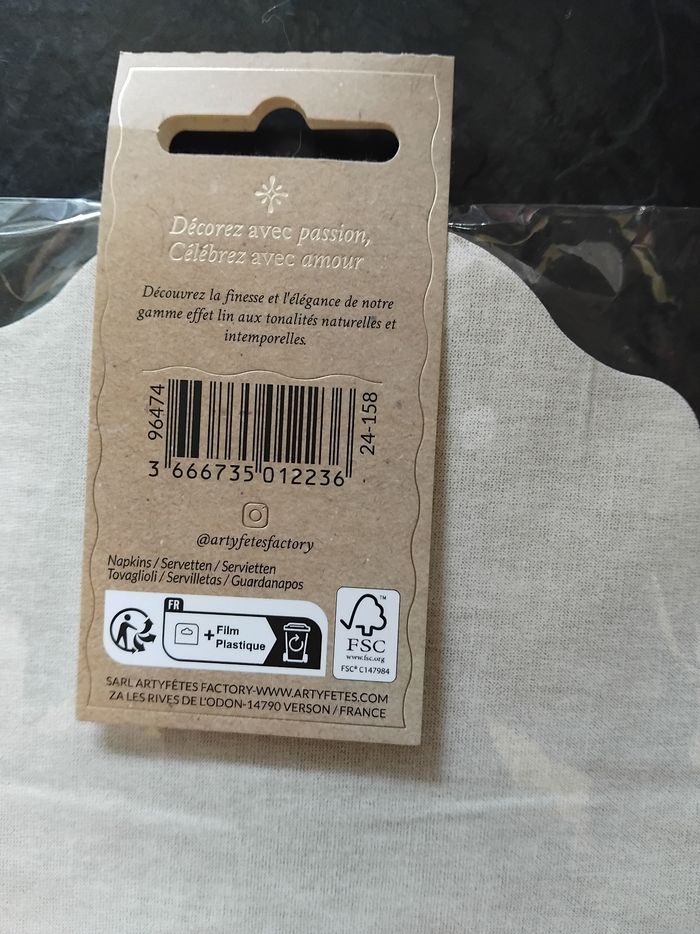 Décorez avec passion,
Célébrez avec amour
Découvrez la finesse et l'élégance de notre
gamme effet lin aux tonalités naturelles et
intemporelles.
96474
24-158
3 666735 012236
@artyfetesfactory
Napkins / Servetten / Servietten
Tovaglioli / Servilletas / Guardanapos
FR
+ Film
Plastique
TM
FSC
www.fsc.org
FSC® C147984
SARL ARTYFÊTES FACTORY-WWW.ARTYFETES.COM
ZA LES RIVES DE L'ODON-14790 VERSON / FRANCE